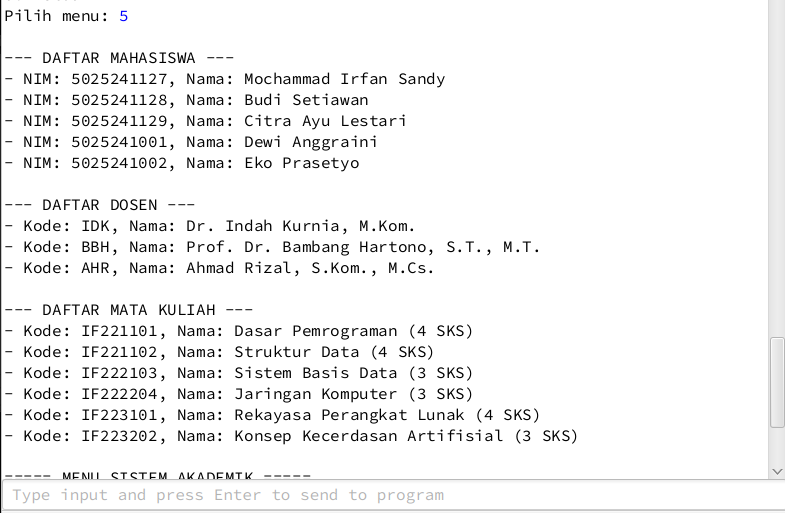 Pilih menu: 5
--- DAFTAR MAHASISWA ---
- NIM: 5025241127, Nama: Mochammad Irfan Sandy
- NIM: 5025241128, Nama: Budi Setiawan
- NIM: 5025241129, Nama: Citra Ayu Lestari
- NIM: 5025241001, Nama: Dewi Anggraini
- NIM: 5025241002, Nama: Eko Prasetyo
--- DAFTAR DOSEN ---
- Kode: IDK, Nama: Dr. Indah Kurnia, M.Kom.
- Kode: BBH, Nama: Prof. Dr. Bambang Hartono, S.T., M.T.
- Kode: AHR, Nama: Ahmad Rizal, S.Kom., M.Cs.
--- DAFTAR MATA KULIAH ---
- Kode: IF221101, Nama: Dasar Pemrograman (4 SKS)
- Kode: IF221102, Nama: Struktur Data (4 SKS)
- Kode: IF222103, Nama: Sistem Basis Data (3 SKS)
- Kode: IF222204, Nama: Jaringan Komputer (3 SKS)
- Kode: IF223101, Nama: Rekayasa Perangkat Lunak (4 SKS)
- Kode: IF223202, Nama: Konsep Kecerdasan Artifisial (3 SKS)
----- MENU SISTEM AKADEMIK -----
Type input and press Enter to send to program